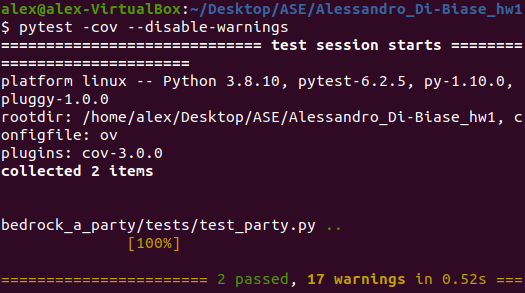 alex@alex-VirtualBox:~/Desktop/ASE/Alessandro_Di-Biase_hw1
$ pytest -cov --disable-warnings
============================= test session starts ========
=====================
platform linux -- Python 3.8.10, pytest-6.2.5, py-1.10.0,
pluggy-1.0.0
rootdir: /home/alex/Desktop/ASE/Alessandro_Di-Biase_hw1, c
onfigfile: ov
plugins: cov-3.0.0
collected 2 items
bedrock_a_party/tests/test_party.py ..
[100%]
======================= 2 passed, 17 warnings in 0.52s ===